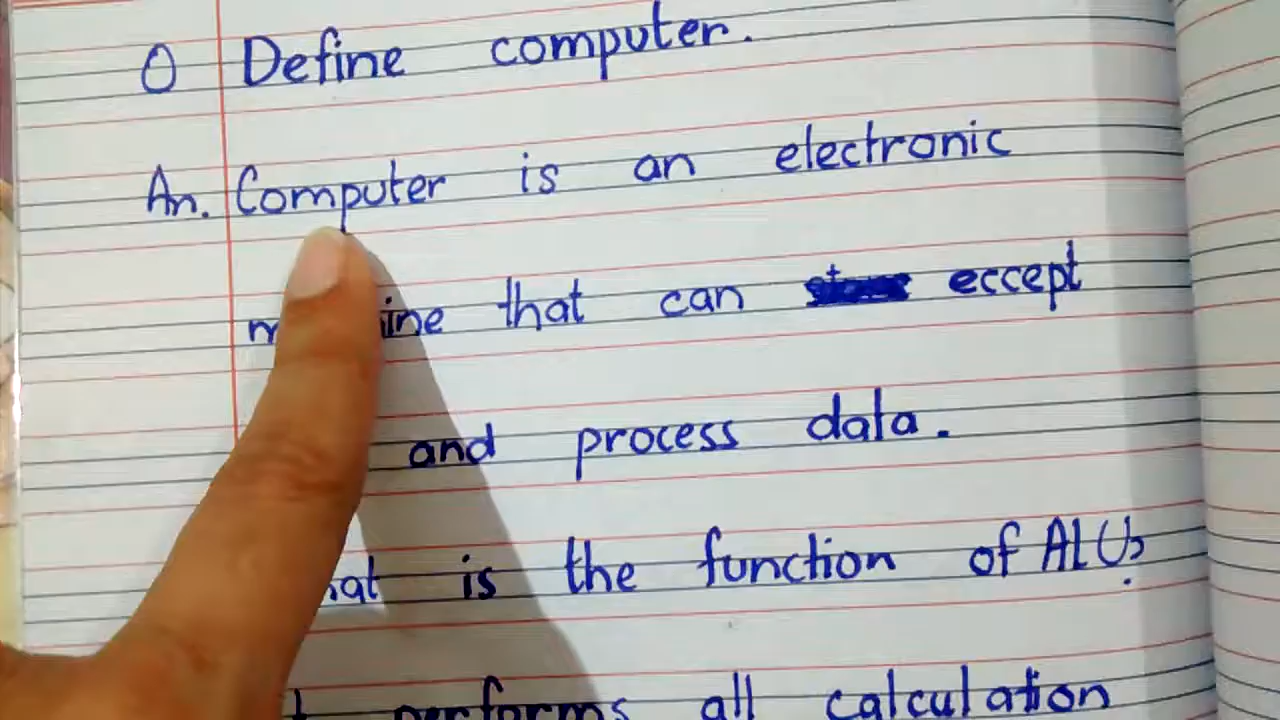 Q Define computer.
An. Computer is an electronic
that can eccept
and process data.
is the function of ALU?
performs all calculation